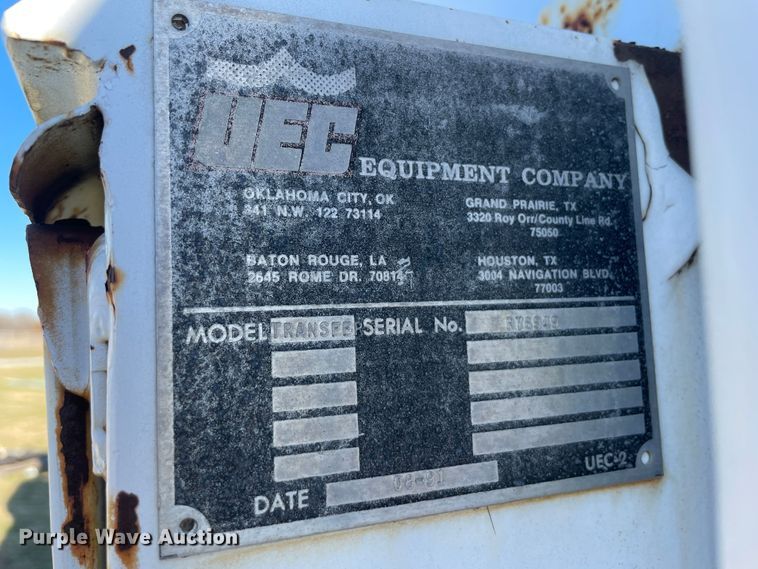 UEC
EQUIPMENT COMPANY
OKLAHOMA CITY, OK
N.W. 122 73114
GRAND PRAIRIE, TX
3320 Roy Orr/County Line Rd.
75050
BATON ROUGE, LA
2645 ROME DR. 70814
HOUSTON, TX
3004 NAVIGATION BLVD.
77003
MODEL TRANSFE SERIAL No.
DATE
UEC-2
Purple Wave Auction